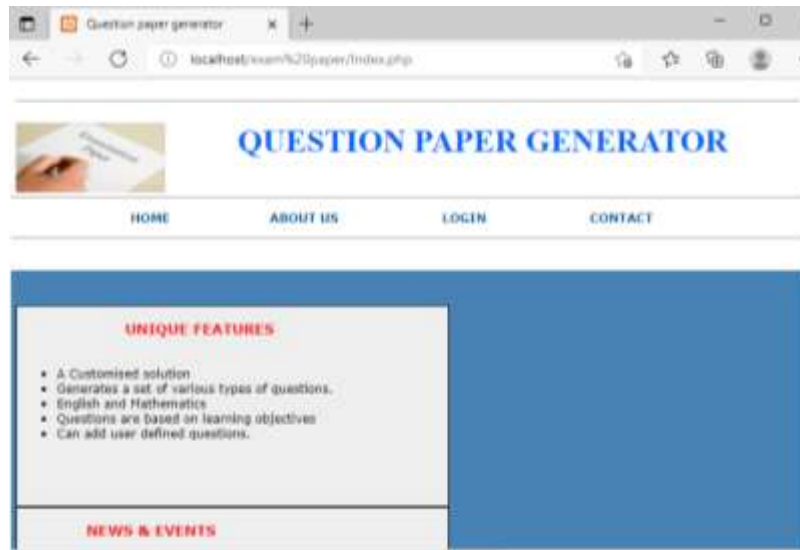 Question paper generator
localhost/exam%20paper/Index.php
Examination
Paper
QUESTION PAPER GENERATOR
HOME ABOUT US LOGIN CONTACT
UNIQUE FEATURES
• A Customised solution
• Generates a set of various types of questions.
• English and Mathematics
• Questions are based on learning objectives
• Can add user defined questions.
NEWS & EVENTS